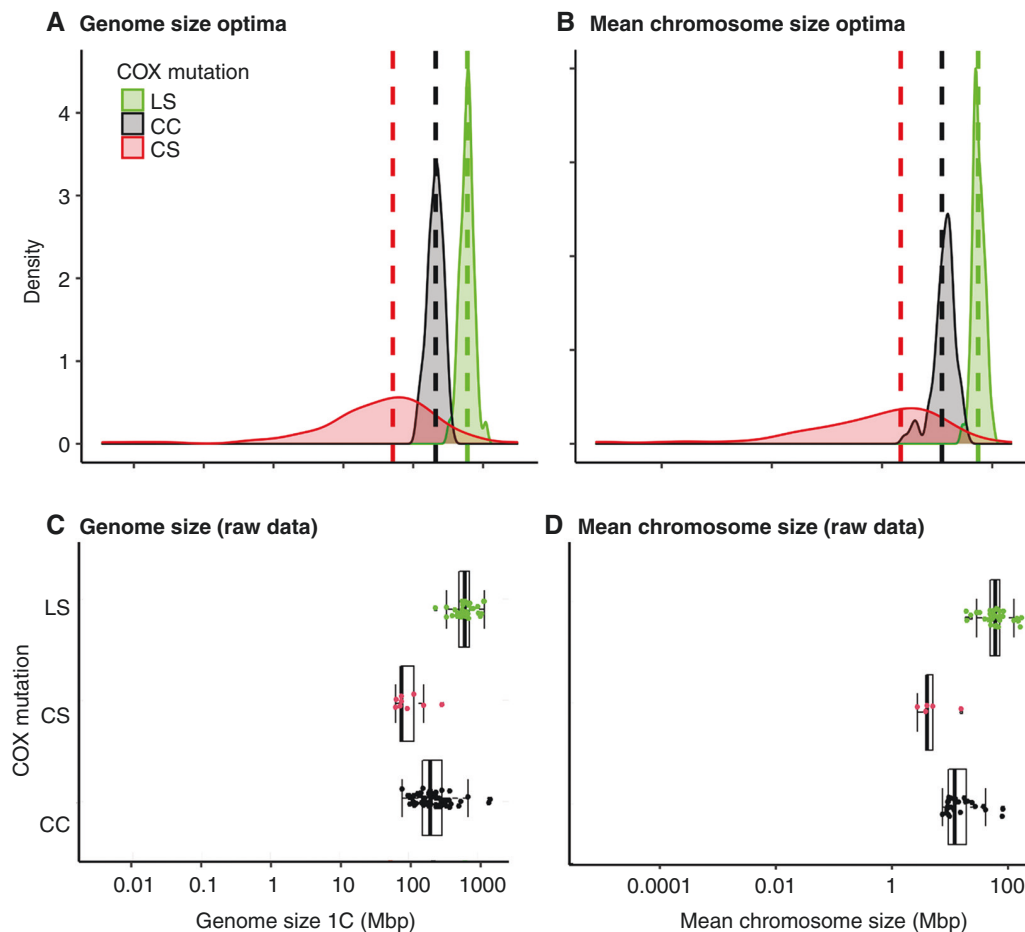 A Genome size optima
COX mutation
LS
CC
CS
Density
4
3
2
1
0
B Mean chromosome size optima
C Genome size (raw data)
COX mutation
LS
CS
CC
0.01 0.1 1 10 100 1000
Genome size 1C (Mbp)
D Mean chromosome size (raw data)
0.0001 0.01 1 100
Mean chromosome size (Mbp)